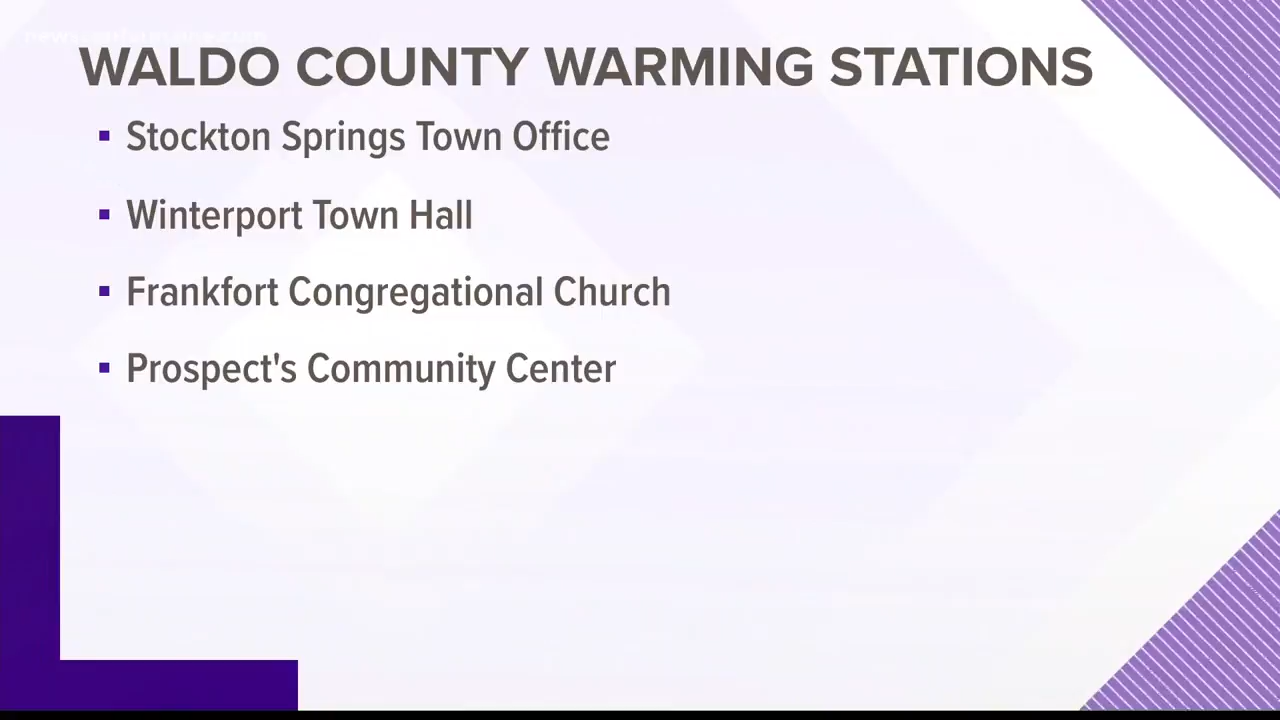 WALDO COUNTY WARMING STATIONS
▪ Stockton Springs Town Office
▪ Winterport Town Hall
▪ Frankfort Congregational Church
▪ Prospect's Community Center